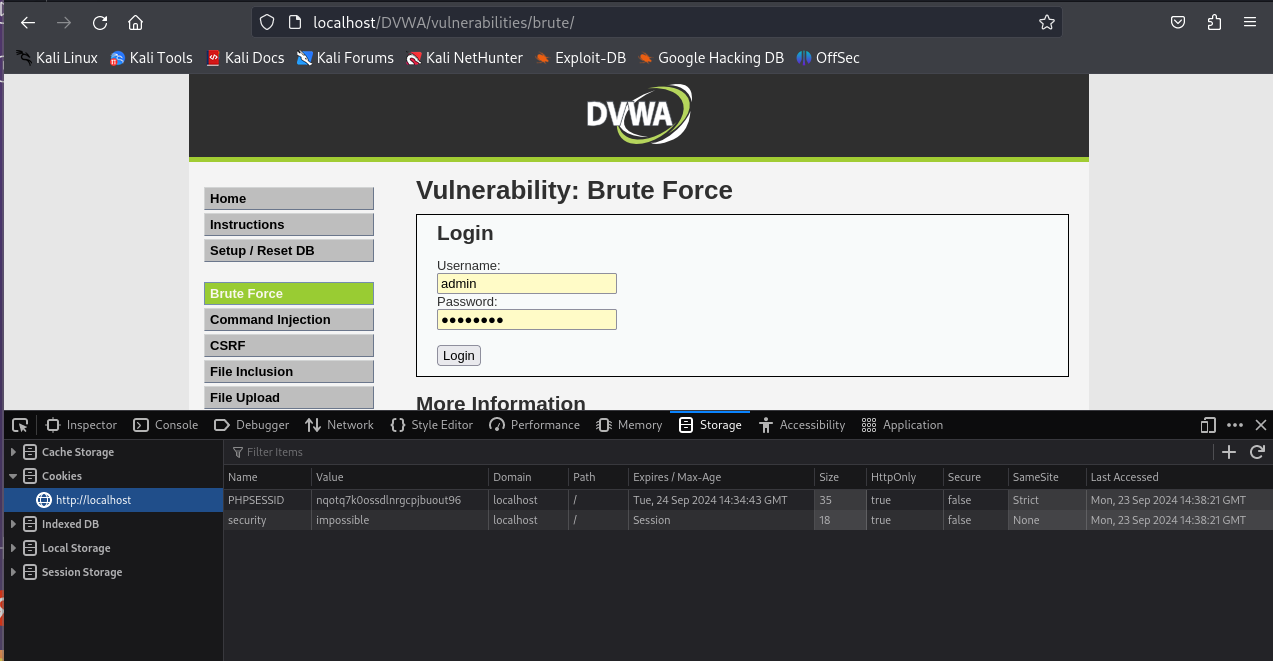 localhost/DVWA/vulnerabilities/brute/
Kali Linux Kali Tools Kali Docs Kali Forums Kali NetHunter Exploit-DB Google Hacking DB OffSec
DVWA
Home
Instructions
Setup / Reset DB
Brute Force
Command Injection
CSRF
File Inclusion
File Upload
Vulnerability: Brute Force
Login
Username:
admin
Password:
●●●●●●●●
Login
More Information
Inspector Console Debugger Network Style Editor Performance Memory Storage Accessibility Application
Cache Storage
Cookies
http://localhost
Indexed DB
Local Storage
Session Storage
Filter Items
Name Value Domain Path Expires / Max-Age Size HttpOnly Secure SameSite Last Accessed
PHPSESSID nqotq7k0ossdlnrgcpjbuout96 localhost / Tue, 24 Sep 2024 14:34:43 GMT 35 true false Strict Mon, 23 Sep 2024 14:38:21 GMT
security impossible localhost / Session 18 true false None Mon, 23 Sep 2024 14:38:21 GMT